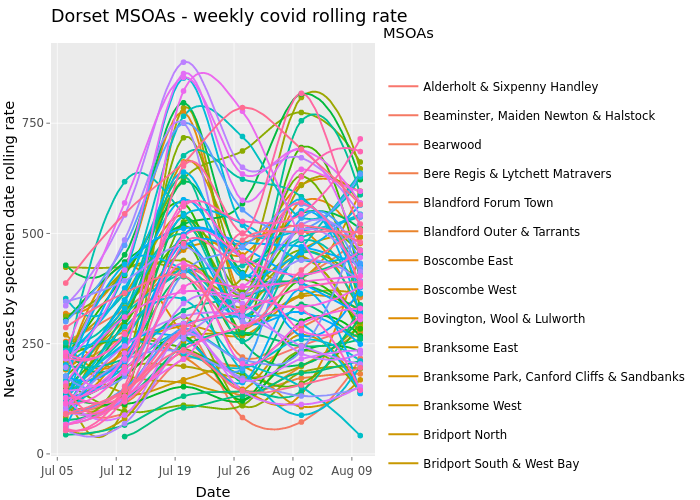 Dorset MSOAs - weekly covid rolling rate
MSOAs
Alderholt & Sixpenny Handley
Beaminster, Maiden Newton & Halstock
Bearwood
Bere Regis & Lytchett Matravers
Blandford Forum Town
Blandford Outer & Tarrants
Boscombe East
Boscombe West
Bovington, Wool & Lulworth
Branksome East
Branksome Park, Canford Cliffs & Sandbanks
Branksome West
Bridport North
Bridport South & West Bay
New cases by specimen date rolling rate
750
500
250
0
Jul 05 Jul 12 Jul 19 Jul 26 Aug 02 Aug 09
Date